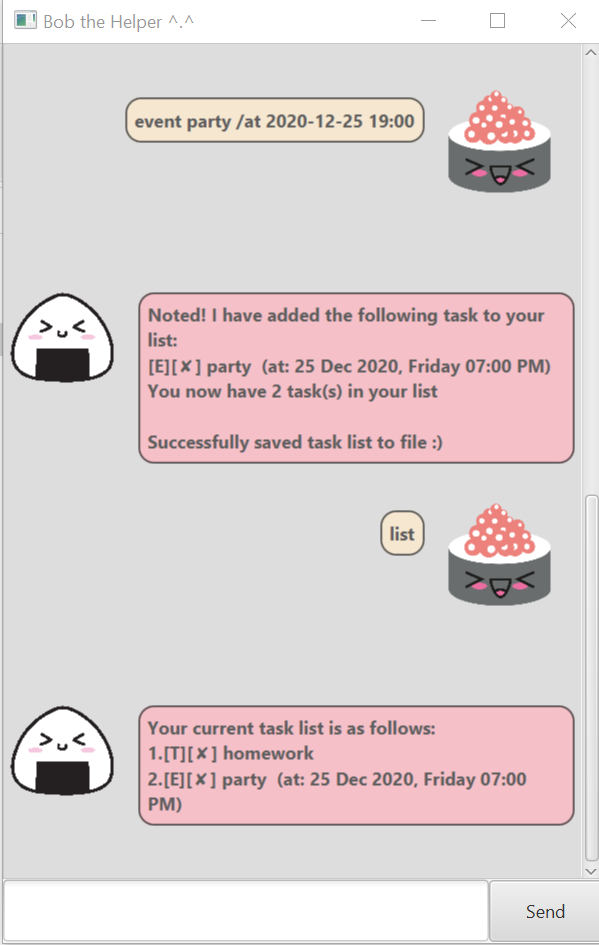 Bob the Helper ^.^
event party /at 2020-12-25 19:00
Noted! I have added the following task to your
list:
[E][✘] party  (at: 25 Dec 2020, Friday 07:00 PM)
You now have 2 task(s) in your list
Successfully saved task list to file :)
list
Your current task list is as follows:
1.[T][✘] homework
2.[E][✘] party  (at: 25 Dec 2020, Friday 07:00
PM)
Send